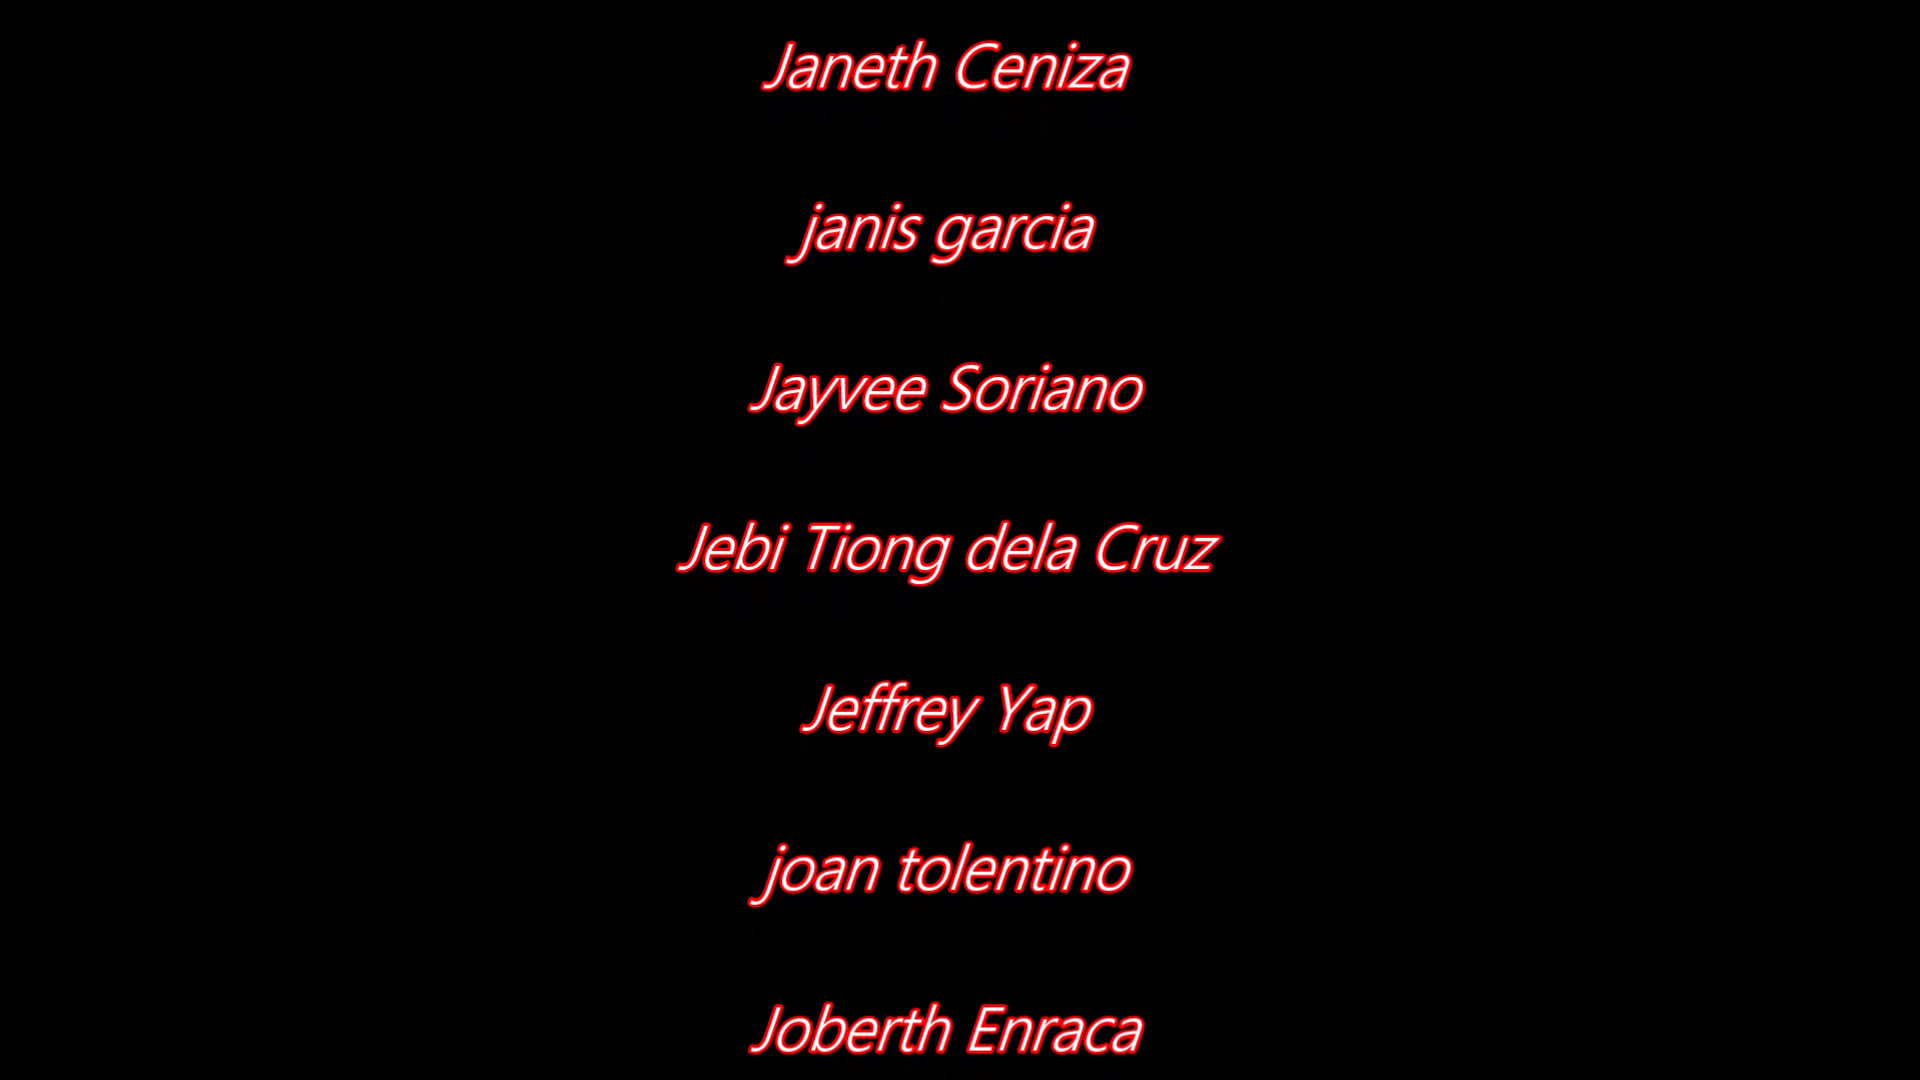 Janeth Ceniza
janis garcia
Jayvee Soriano
Jebi Tiong dela Cruz
Jeffrey Yap
joan tolentino
Joberth Enraca